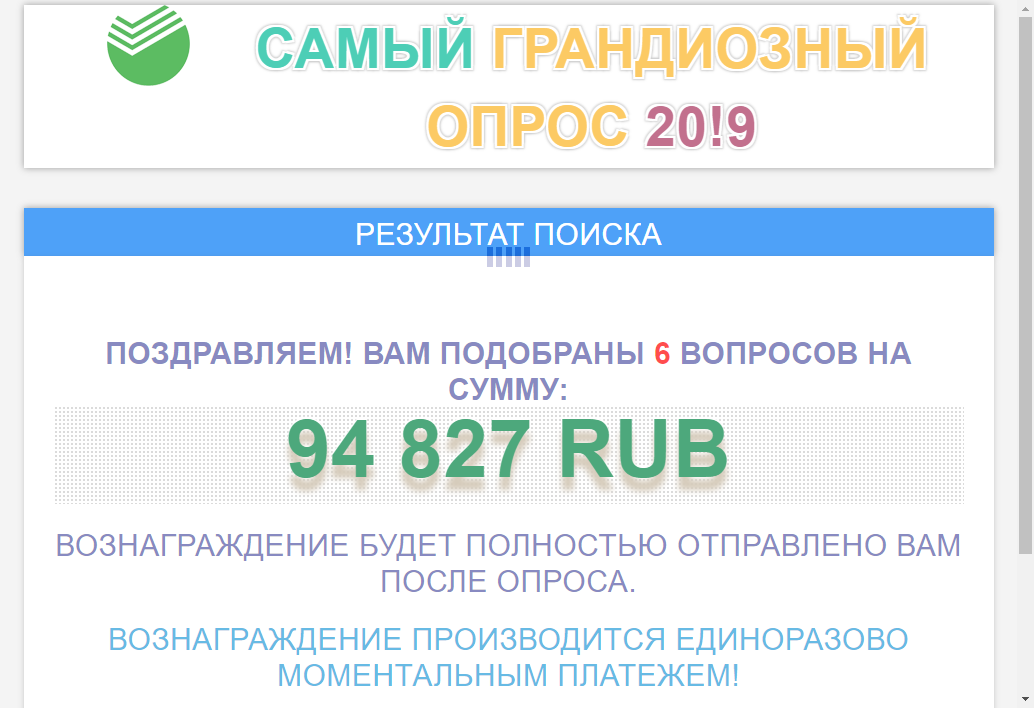 САМЫЙ ГРАНДИОЗНЫЙ
ОПРОС 20!9
РЕЗУЛЬТАТ ПОИСКА
ПОЗДРАВЛЯЕМ! ВАМ ПОДОБРАНЫ 6 ВОПРОСОВ НА
СУММУ:
94 827 RUB
ВОЗНАГРАЖДЕНИЕ БУДЕТ ПОЛНОСТЬЮ ОТПРАВЛЕНО ВАМ
ПОСЛЕ ОПРОСА.
ВОЗНАГРАЖДЕНИЕ ПРОИЗВОДИТСЯ ЕДИНОРАЗОВО
МОМЕНТАЛЬНЫМ ПЛАТЕЖЕМ!